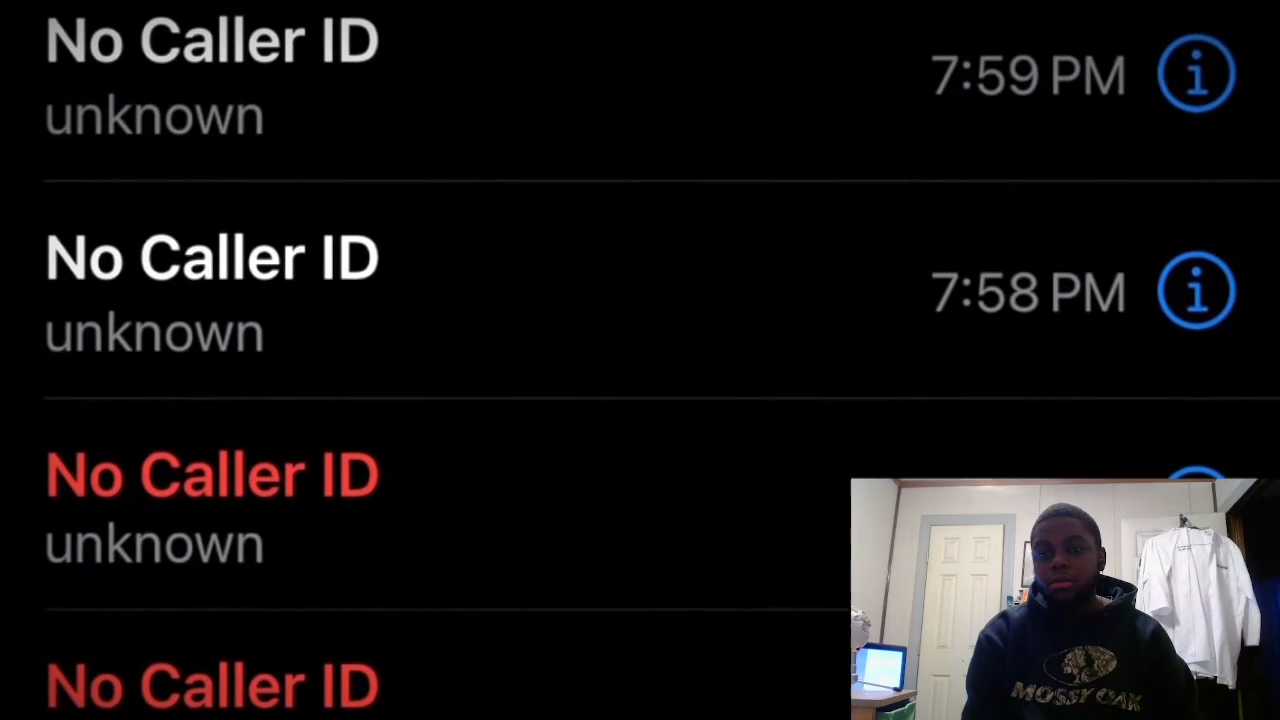 No Caller ID
unknown
7:59 PM
No Caller ID
unknown
7:58 PM
No Caller ID
unknown
No Caller ID
MOSSY OAK